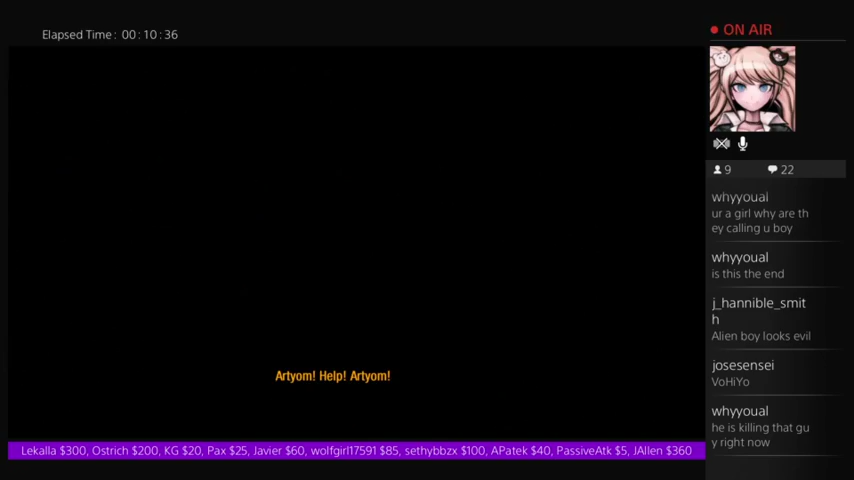 Elapsed Time: 00:10:36
ON AIR
9 22
whyyoual
ur a girl why are th
ey calling u boy
whyyoual
is this the end
j_hannible_smit
h
Alien boy looks evil
josesensei
VoHiYo
whyyoual
he is killing that gu
y right now
Artyom! Help! Artyom!
Lekalla $300, Ostrich $200, KG $20, Pax $25, Javier $60, wolfgirl17591 $85, sethybbzx $100, APatek $40, PassiveAtk $5, JAllen $360